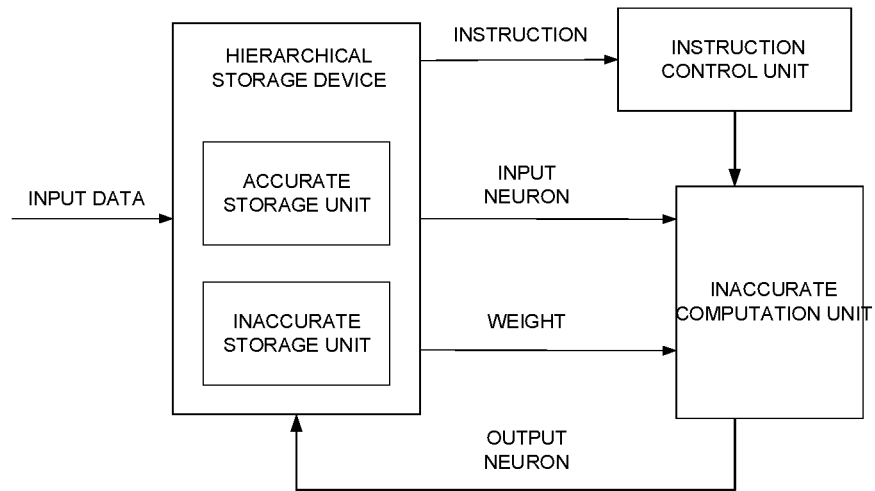 HIERARCHICAL
STORAGE DEVICE
INSTRUCTION
INSTRUCTION
CONTROL UNIT
INPUT DATA
ACCURATE
STORAGE UNIT
INPUT
NEURON
INACCURATE
STORAGE UNIT
WEIGHT
INACCURATE
COMPUTATION UNIT
OUTPUT
NEURON